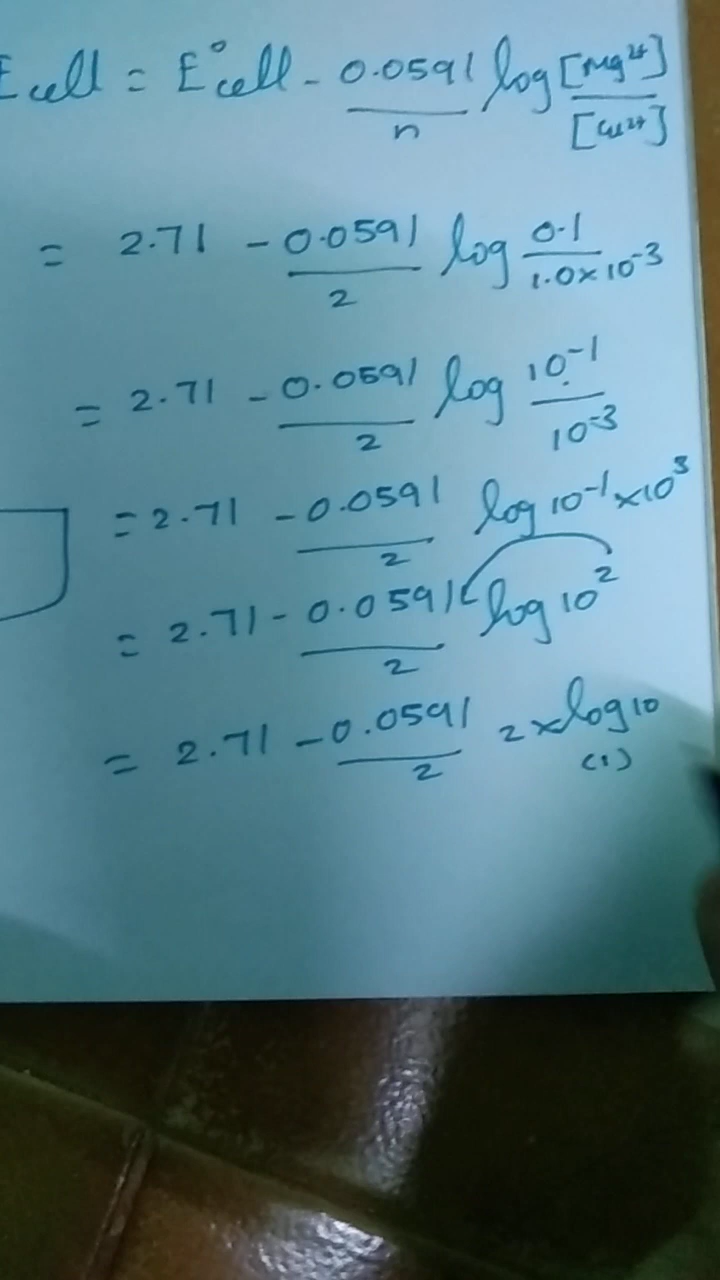 Ecell = E°cell - 0.0591/n log [Mg²⁺]/[Cu²⁺]
= 2.71 - 0.0591/2 log 0.1/1.0×10⁻³
= 2.71 - 0.0591/2 log 10⁻¹/10⁻³
= 2.71 - 0.0591/2 log 10⁻¹×10³
= 2.71 - 0.0591/2 log 10²
= 2.71 - 0.0591/2 2×log10
(1)